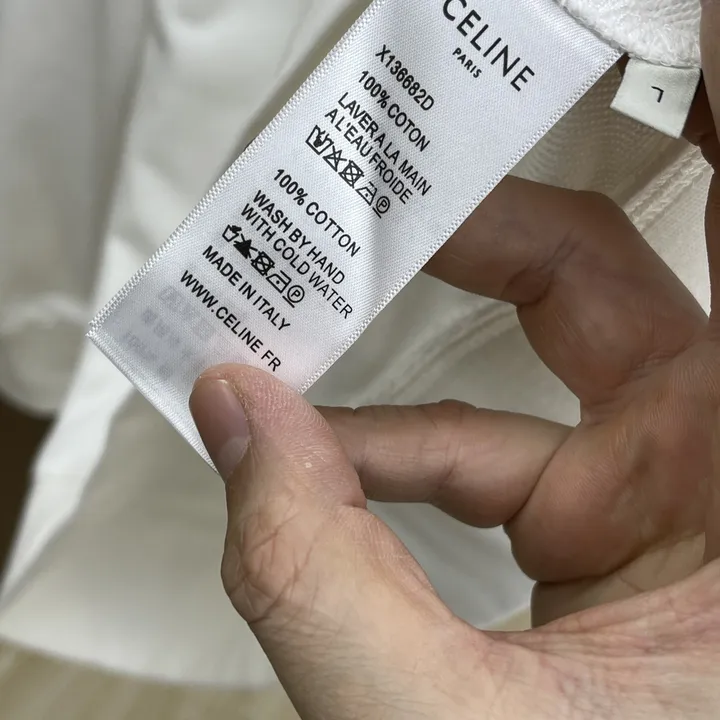 CELINE
PARIS
X136682D
100% COTON
LAVER A LA MAIN
A L'EAU FROIDE
100% COTTON
WASH BY HAND
WITH COLD WATER
MADE IN ITALY
WWW.CELINE FR
L